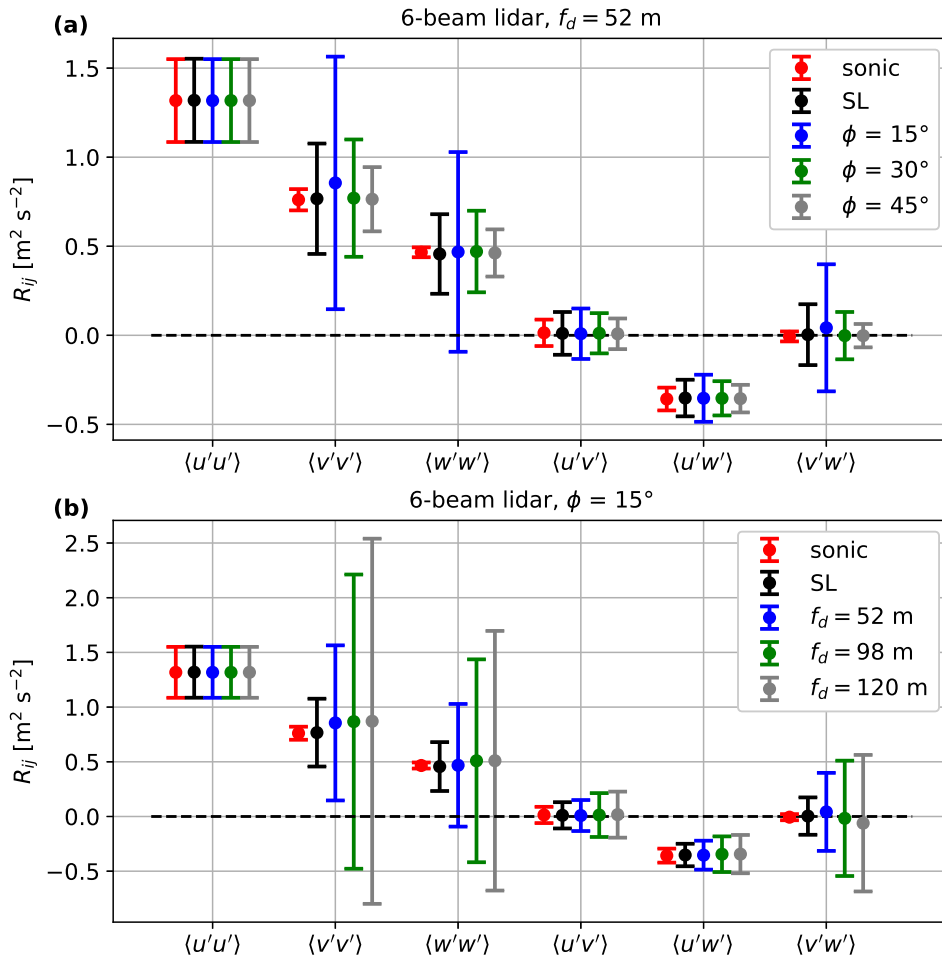 (a)
6-beam lidar, f_d = 52 m
R_ij [m² s⁻²]
1.5
1.0
0.5
0.0
−0.5
sonic
SL
ϕ = 15°
ϕ = 30°
ϕ = 45°
⟨u′u′⟩ ⟨v′v′⟩ ⟨w′w′⟩ ⟨u′v′⟩ ⟨u′w′⟩ ⟨v′w′⟩
(b)
6-beam lidar, ϕ = 15°
R_ij [m² s⁻²]
2.5
2.0
1.5
1.0
0.5
0.0
−0.5
sonic
SL
f_d = 52 m
f_d = 98 m
f_d = 120 m
⟨u′u′⟩ ⟨v′v′⟩ ⟨w′w′⟩ ⟨u′v′⟩ ⟨u′w′⟩ ⟨v′w′⟩